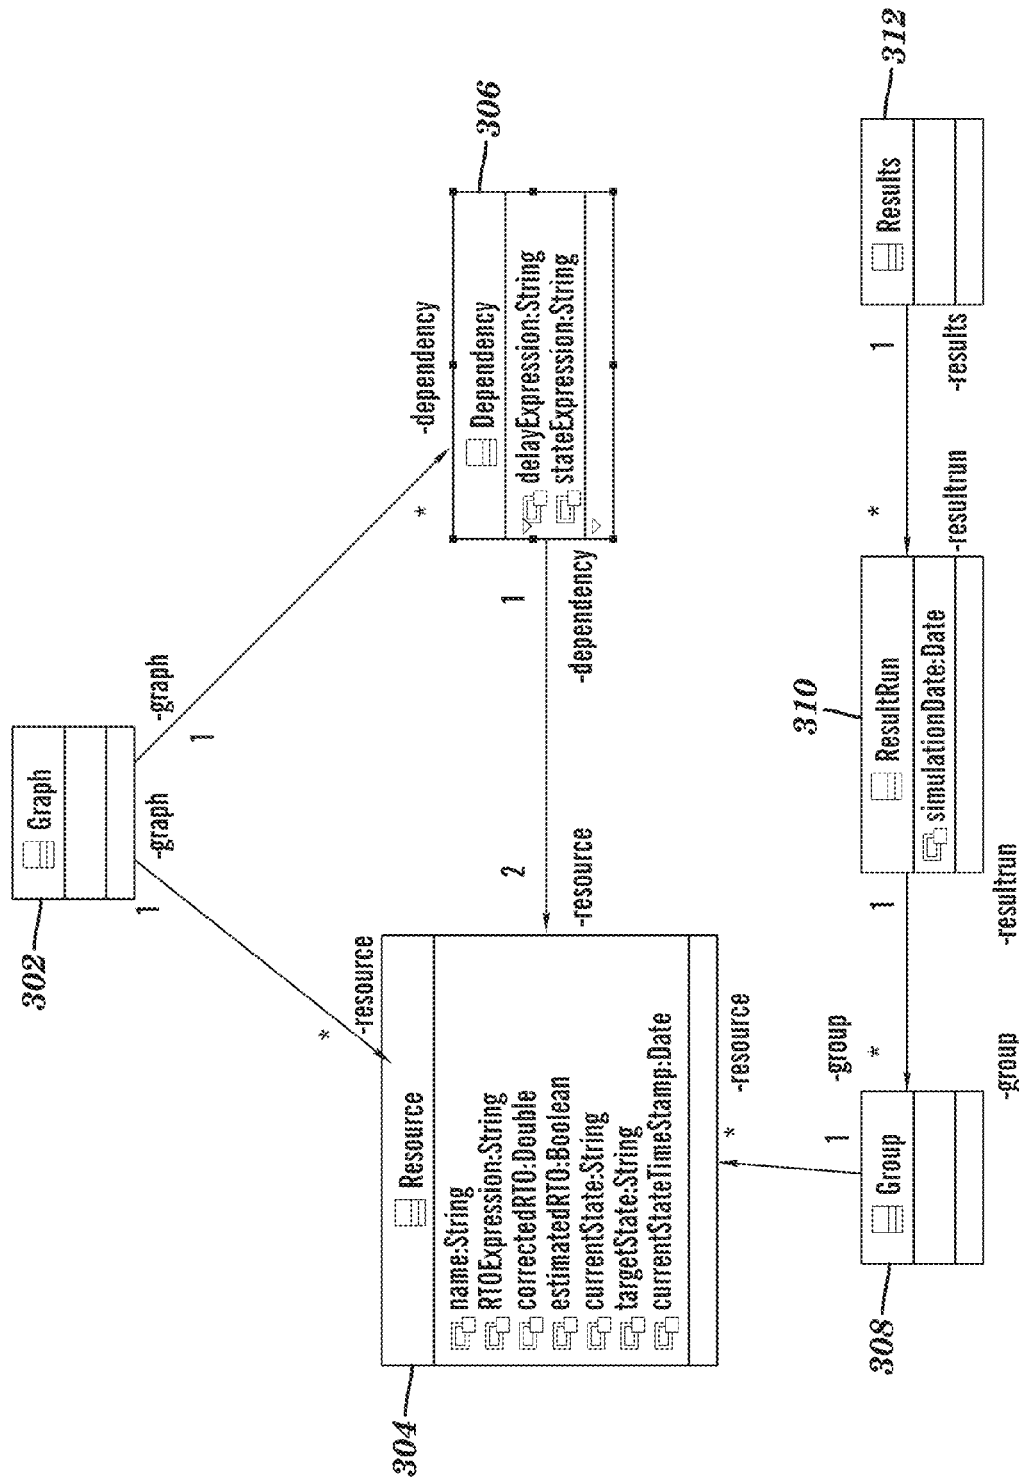 302
Graph
1
-graph
-graph
1
*
-resource
*
-dependency
304
Resource
name:String
RTOExpression:String
correctedRTO:Double
estimatedRTO:Boolean
currentState:String
targetState:String
currentStateTimeStamp:Date
2
-resource
1
-dependency
306
Dependency
delayExpression:String
stateExpression:String
*
-resource
1
-group
308
Group
*
-group
1
-resultrun
310
ResultRun
simulationDate:Date
*
-resultrun
1
-results
312
Results